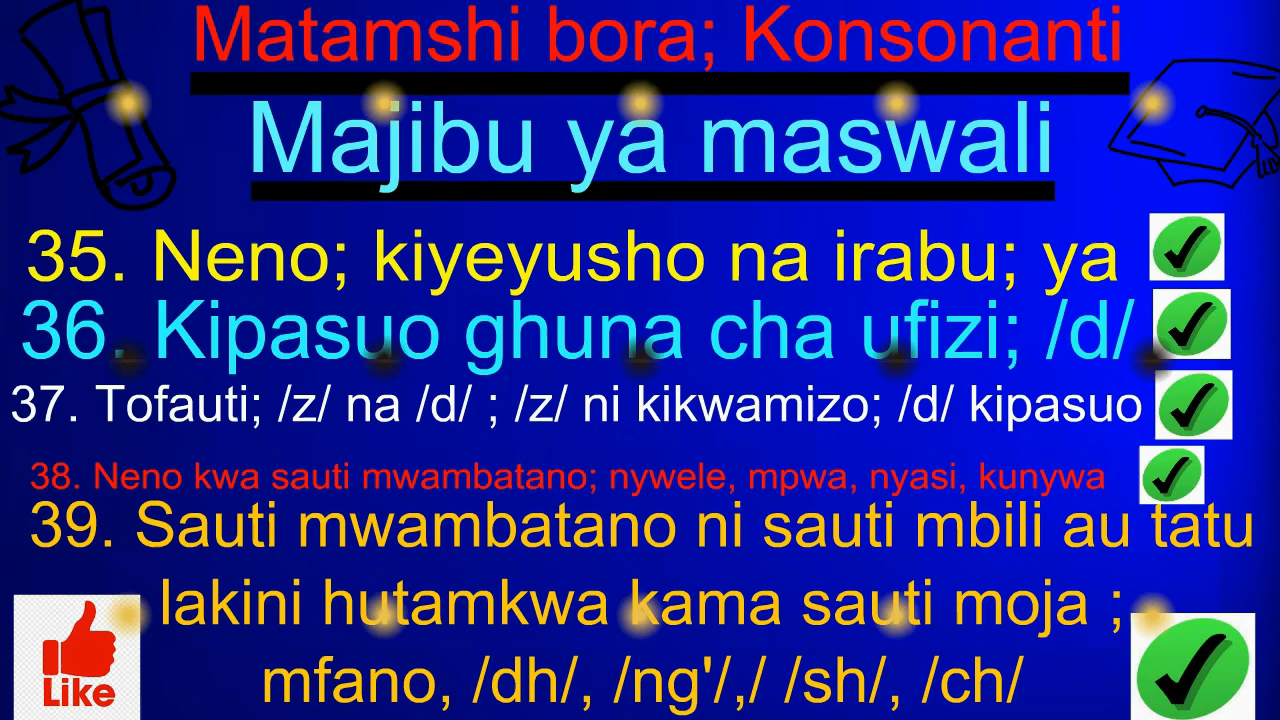 Matamshi bora; Konsonanti
Majibu ya maswali
35. Neno; kiyeyusho na irabu; ya
36. Kipasuo ghuna cha ufizi; /d/
37. Tofauti; /z/ na /d/ ; /z/ ni kikwamizo; /d/ kipasuo
38. Neno kwa sauti mwambatano; nywele, mpwa, nyasi, kunywa
39. Sauti mwambatano ni sauti mbili au tatu
lakini hutamkwa kama sauti moja ;
mfano, /dh/, /ng'/,/ /sh/, /ch/
Like